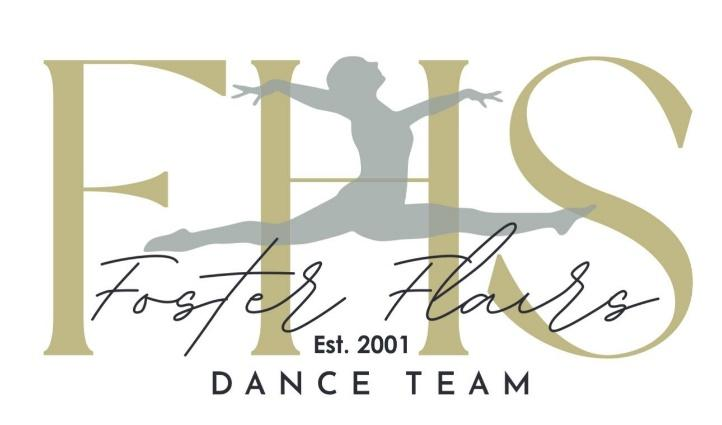 FHS
Foster Flairs
Est. 2001
DANCE TEAM